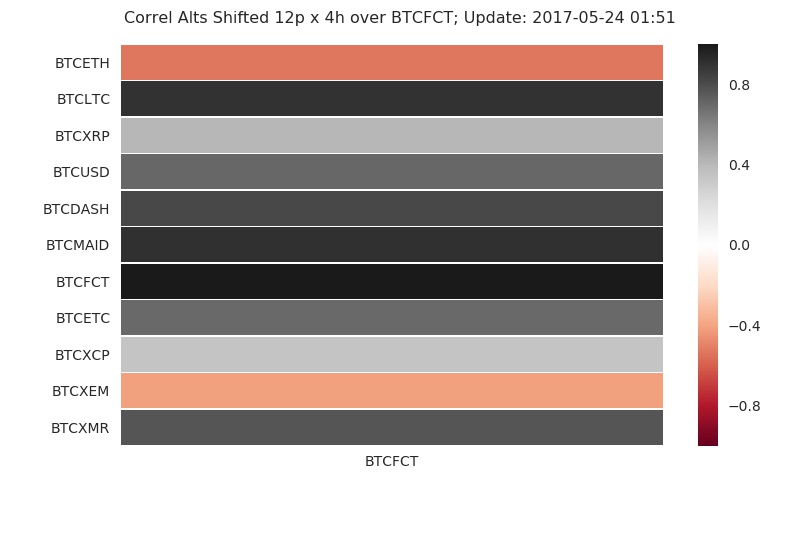 Correl Alts Shifted 12p x 4h over BTCFCT; Update: 2017-05-24 01:51
BTCETH
BTCLTC
BTCXRP
BTCUSD
BTCDASH
BTCMAID
BTCFCT
BTCETC
BTCXCP
BTCXEM
BTCXMR
BTCFCT
0.8
0.4
0.0
−0.4
−0.8